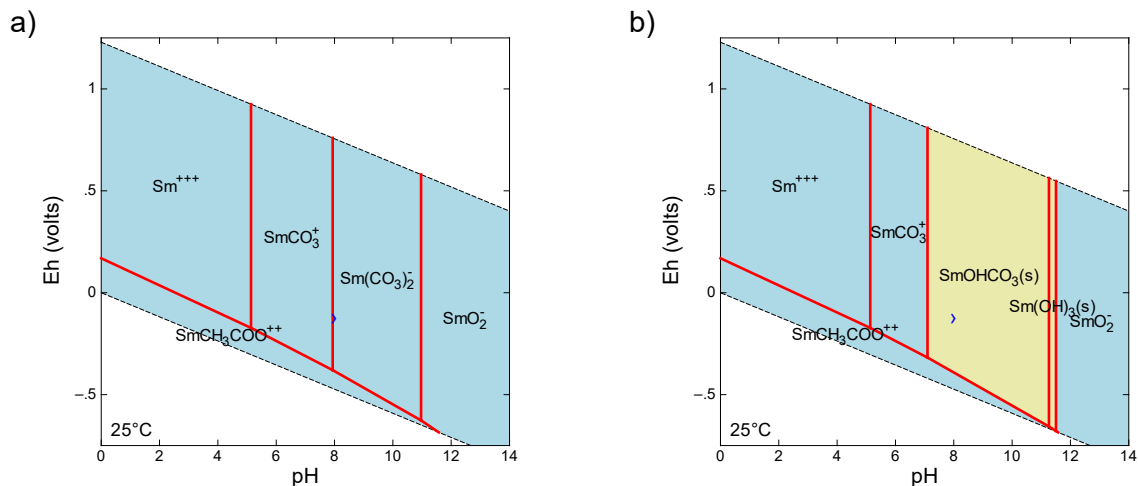 a)
Eh (volts)
1
.5
0
–.5
Sm⁺⁺⁺
SmCO₃⁺
Sm(CO₃)₂⁻
SmO₂⁻
SmCH₃COO⁺⁺
25°C
0 2 4 6 8 10 12 14
pH
b)
Eh (volts)
1
.5
0
–.5
Sm⁺⁺⁺
SmCO₃⁺
SmOHCO₃(s)
Sm(OH)₃(s)
SmO₂⁻
SmCH₃COO⁺⁺
25°C
0 2 4 6 8 10 12 14
pH